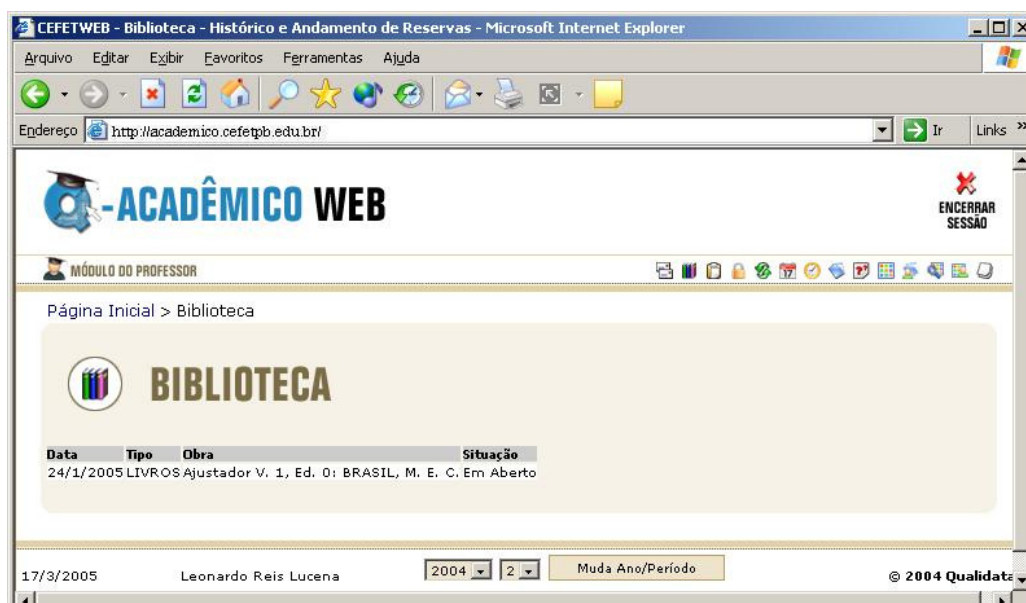 CEFETWEB - Biblioteca - Histórico e Andamento de Reservas - Microsoft Internet Explorer
Arquivo Editar Exibir Favoritos Ferramentas Ajuda
Endereço http://academico.cefetpb.edu.br/ Ir Links »
Q-ACADÊMICO WEB
ENCERRAR
SESSÃO
MÓDULO DO PROFESSOR
Página Inicial > Biblioteca
BIBLIOTECA
Data Tipo Obra Situação
24/1/2005 LIVROS Ajustador V. 1, Ed. 0: BRASIL, M. E. C. Em Aberto
17/3/2005 Leonardo Reis Lucena 2004 2 Muda Ano/Período © 2004 Qualidata